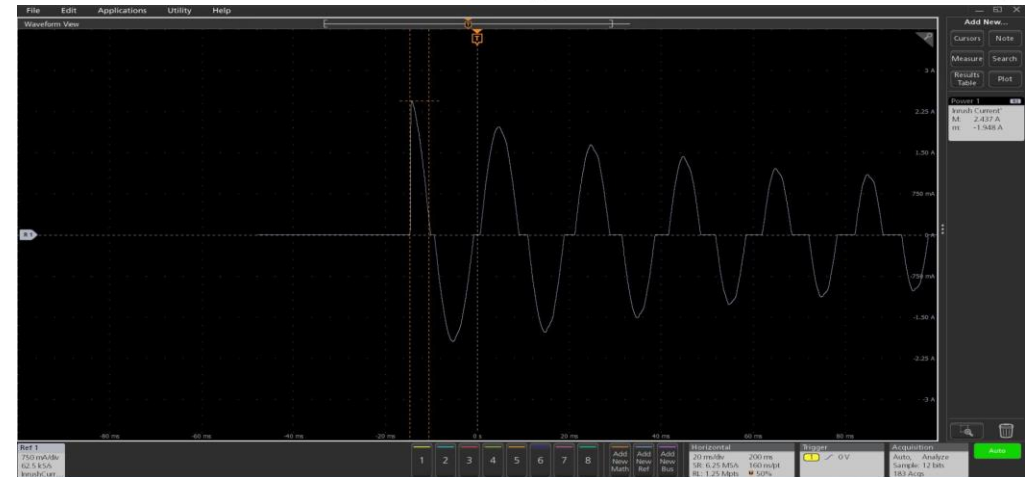 File Edit Applications Utility Help
Waveform View
Add New...
Cursors Note
Measure Search
Results Table Plot
Power 1
Inrush Current'
M: 2.437 A
m: -1.948 A
T
3 A
2.25 A
1.50 A
750 mA
0 A
-750 mA
-1.50 A
-2.25 A
-3 A
R 1
-80 ms -60 ms -40 ms -20 ms 0 s 20 ms 40 ms 60 ms 80 ms
Ref 1
750 mA/div
62.5 kSA
InrushCurr
1 2 3 4 5 6 7 8
Add New Math
Add New Ref
Add New Bus
Horizontal
20 ms/div 200 ms
SR: 6.25 MSA 160 ns/pt
RL: 1.25 Mpts 50%
Trigger
1 0 V
Acquisition
Auto, Analyze
Sample: 12 bits
183 Acqs
Auto